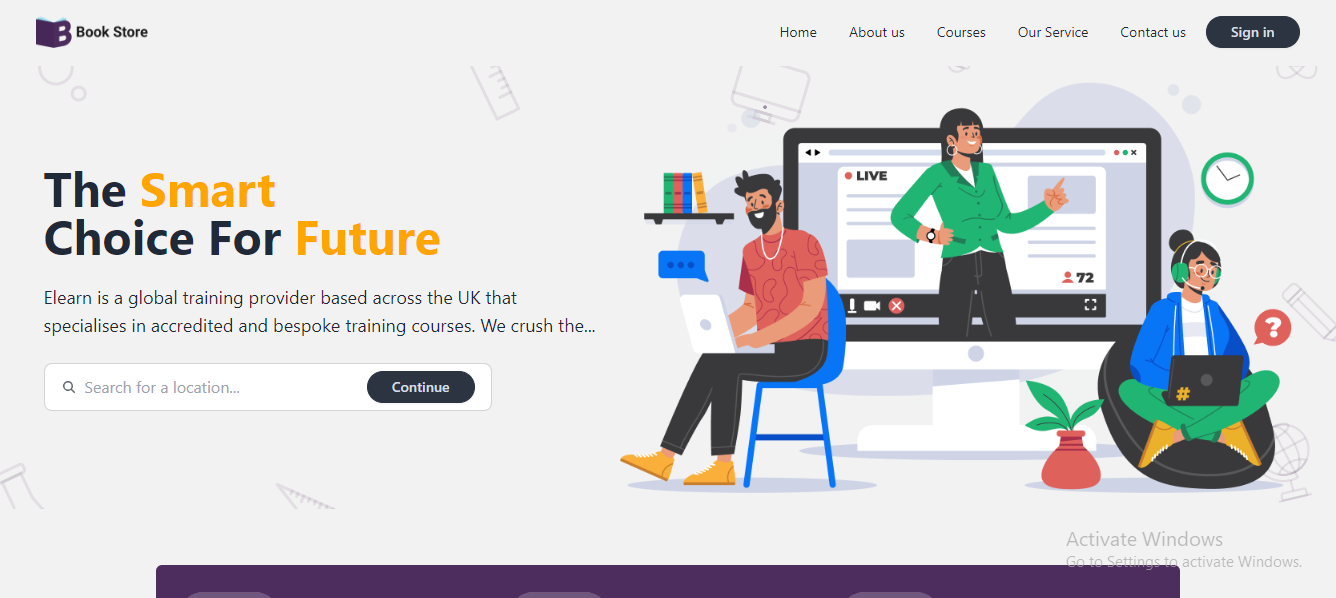 Book Store
Home
About us
Courses
Our Service
Contact us
Sign in
The Smart
Choice For Future
Elearn is a global training provider based across the UK that
specialises in accredited and bespoke training courses. We crush the...
Search for a location...
Continue
LIVE
72
?
#
Activate Windows
Go to Settings to activate Windows.